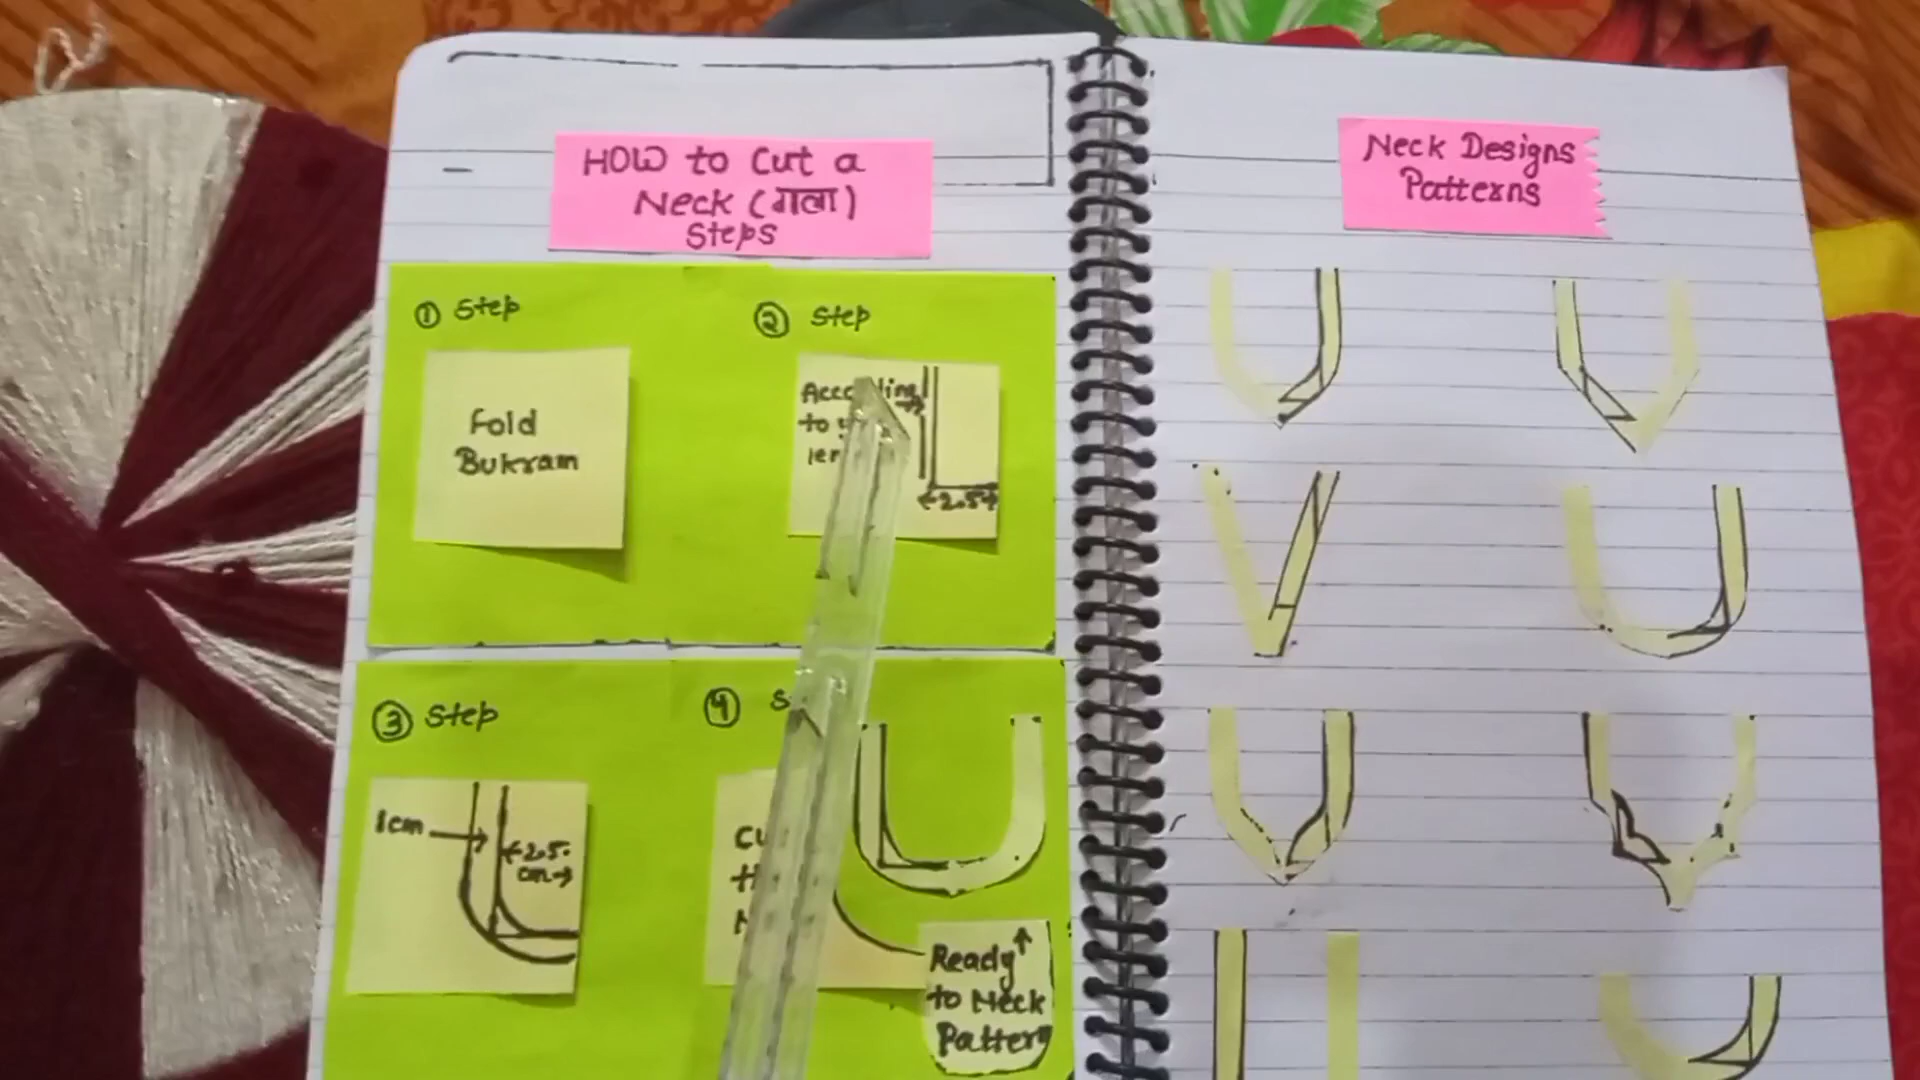 HOW to Cut a
Neck (गला)
Steps
① Step
Fold
Bukram
② Step
to
2.5
③ Step
1cm
2.5.
cm
④
Ready
to Neck
Pattern
Neck Designs
Patterns